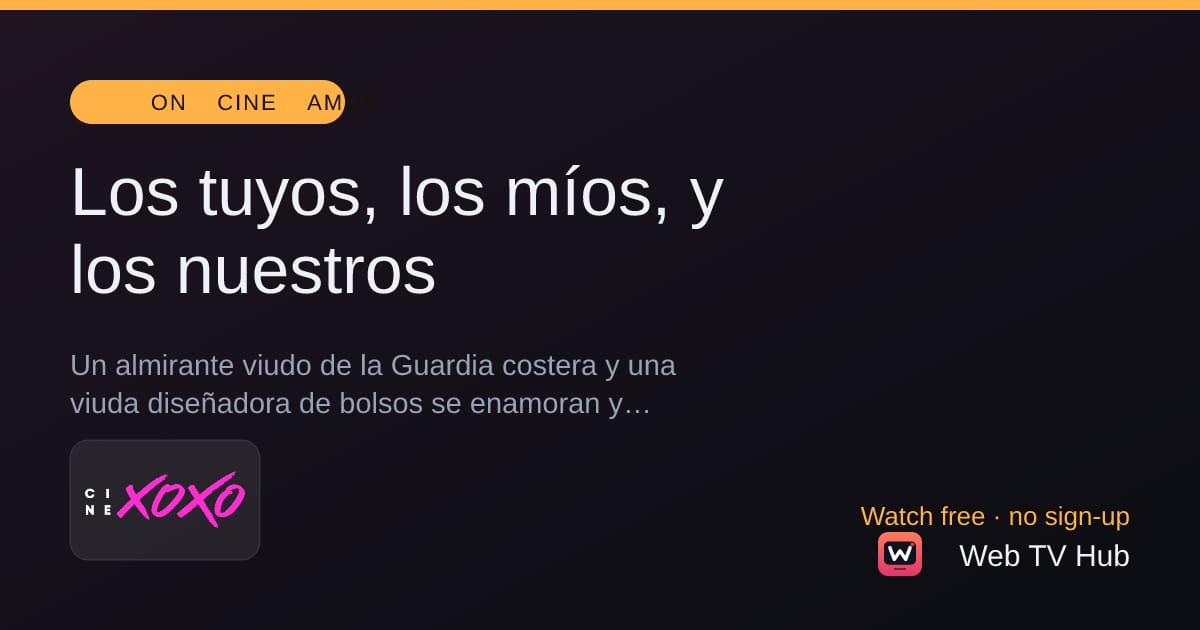 ON CINE AM
Los tuyos, los míos, y
los nuestros
Un almirante viudo de la Guardia costera y una
viuda diseñadora de bolsos se enamoran y…
CINE XOXO
Watch free · no sign-up
W
Web TV Hub